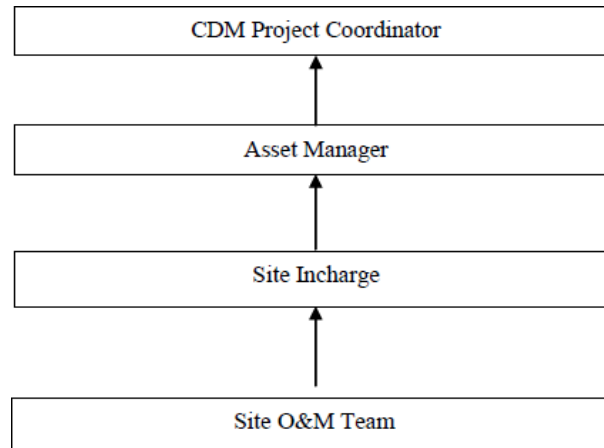 CDM Project Coordinator
Asset Manager
Site Incharge
Site O&M Team